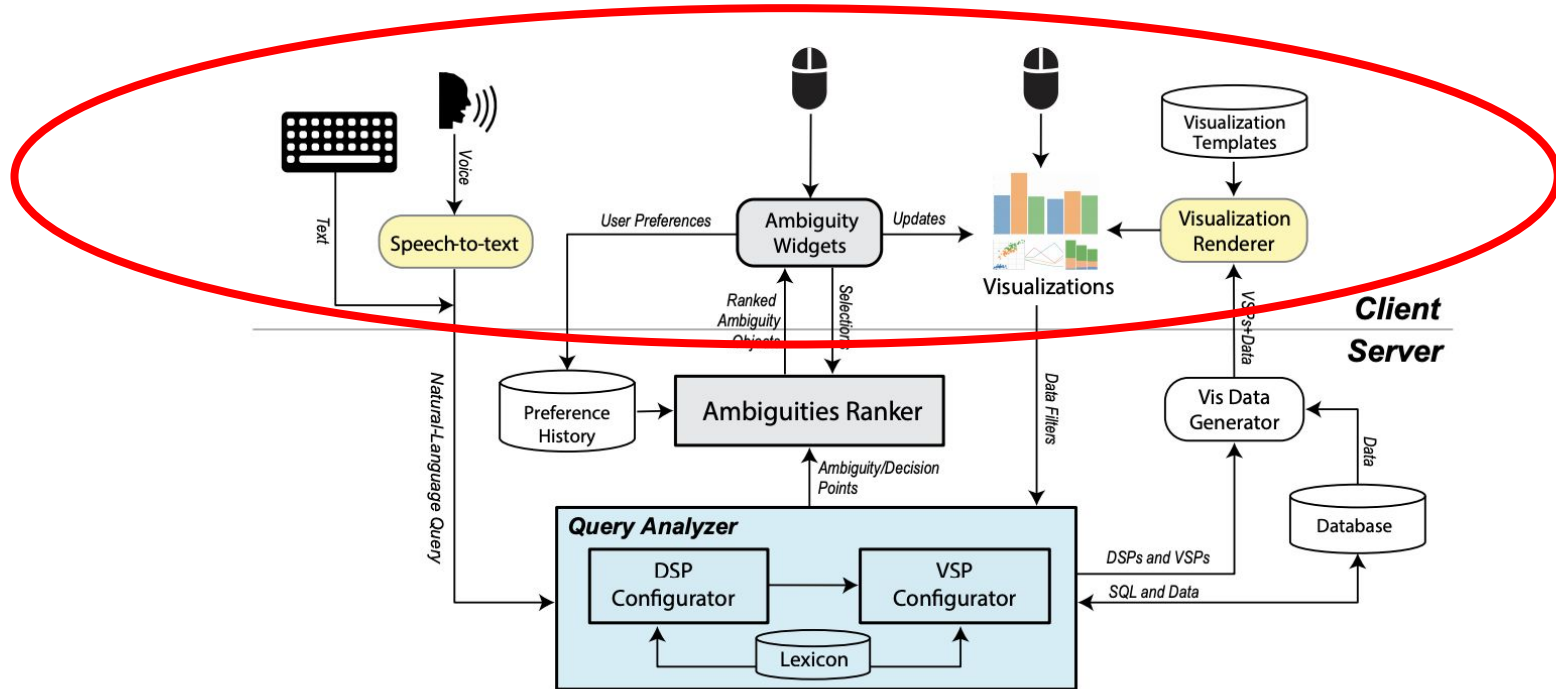 Voice
Text
Speech-to-text
User Preferences
Ambiguity
Widgets
Updates
Visualizations
Visualization
Templates
Visualization
Renderer
Ranked
Ambiguity
Objects
Selections
VSPs+Data
Client
Server
Natural-Language Query
Preference
History
Ambiguities Ranker
Data Filters
Vis Data
Generator
Data
Database
Ambiguity/Decision
Points
Query Analyzer
DSP
Configurator
VSP
Configurator
Lexicon
DSPs and VSPs
SQL and Data